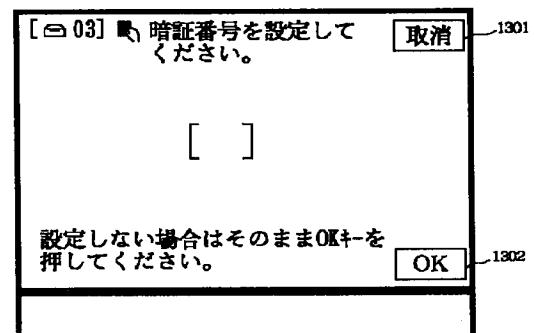 [03] 暗証番号を設定して
ください。
取消
1301
[ ]
設定しない場合はそのままOKキーを
押してください。
OK
1302